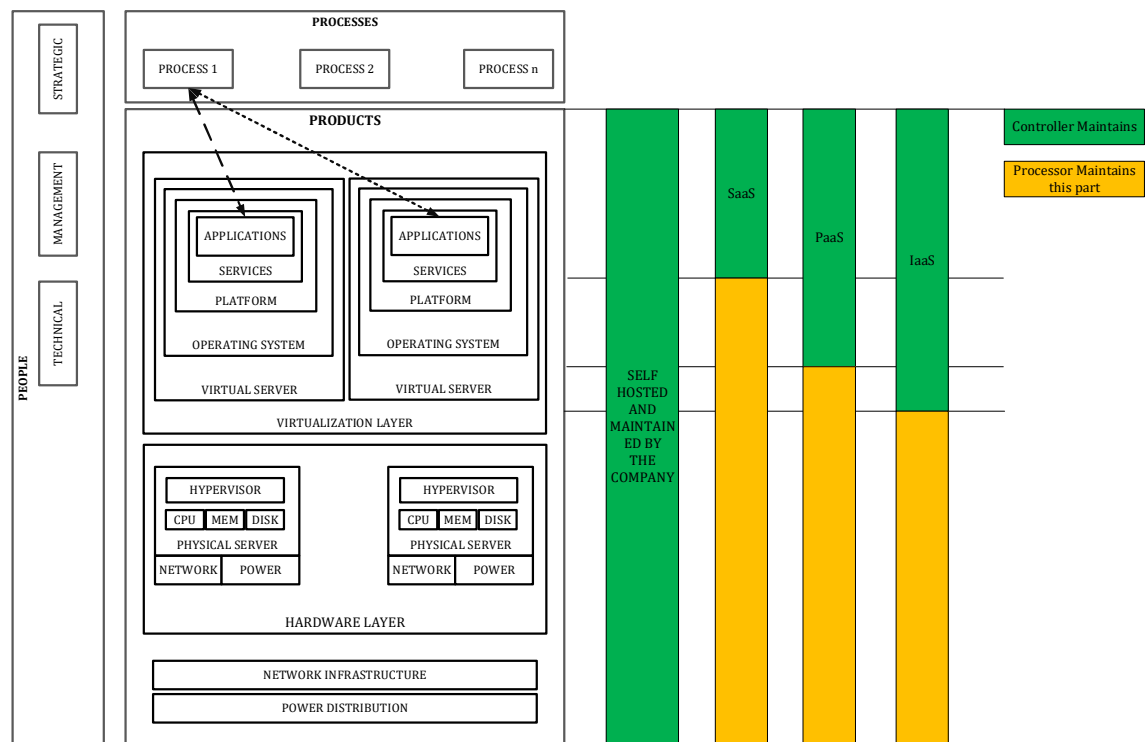 PEOPLE
STRATEGIC
MANAGEMENT
TECHNICAL
PROCESSES
PROCESS 1
PROCESS 2
PROCESS n
PRODUCTS
APPLICATIONS
SERVICES
PLATFORM
OPERATING SYSTEM
VIRTUAL SERVER
APPLICATIONS
SERVICES
PLATFORM
OPERATING SYSTEM
VIRTUAL SERVER
VIRTUALIZATION LAYER
HYPERVISOR
CPU
MEM
DISK
PHYSICAL SERVER
NETWORK
POWER
HYPERVISOR
CPU
MEM
DISK
PHYSICAL SERVER
NETWORK
POWER
HARDWARE LAYER
NETWORK INFRASTRUCTURE
POWER DISTRIBUTION
SELF
HOSTED
AND
MAINTAIN
ED BY
THE
COMPANY
SaaS
PaaS
IaaS
Controller Maintains
Processor Maintains
this part